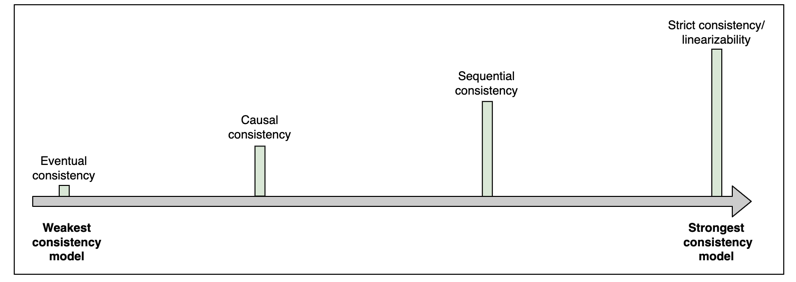 Strict consistency/
linearizability
Sequential
consistency
Causal
consistency
Eventual
consistency
Weakest
consistency
model
Strongest
consistency
model